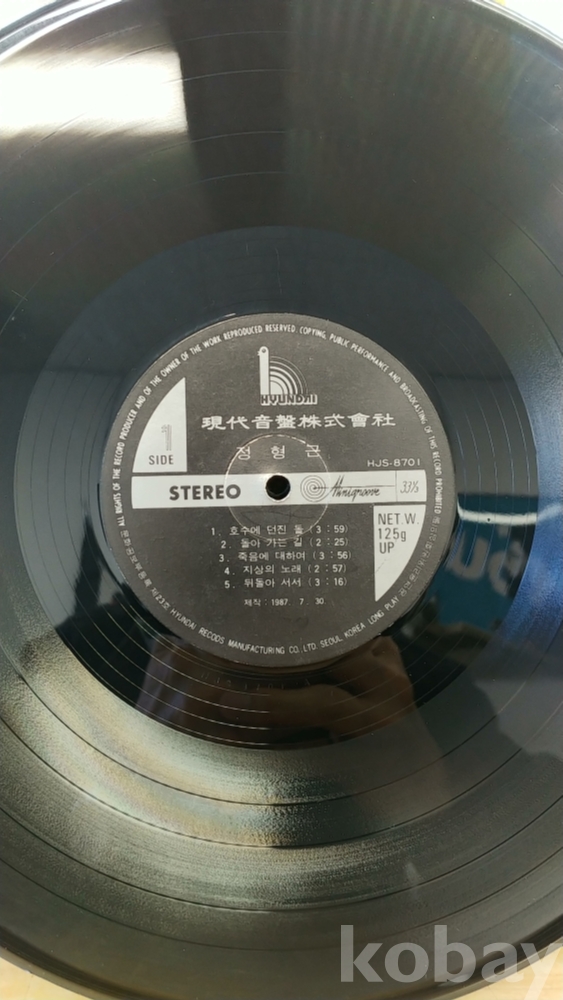 ALL RIGHTS OF THE RECORD PRODUCER AND OF THE OWNER OF THE WORK REPRODUCED RESERVED. COPYING, PUBLIC PERFORMANCE AND BROADCASTING OF THIS RECORD PROHIBITED
HYUNDAI
現代音盤株式會社
정형근
HJS-8701
1
SIDE
STEREO
Minigroove
33⅓
NET.W.
125g
UP
1. 호수에 던진 돌 (3:59)
2. 돌아 가는 길 (2:25)
3. 죽음에 대하여 (3:56)
4. 지상의 노래 (2:57)
5. 뒤돌아 서서 (3:16)
제작: 1987. 7. 30
HYUNDAI RECODS MANUFACTURING CO., LTD. SEOUL KOREA LONG PLAY
kobay